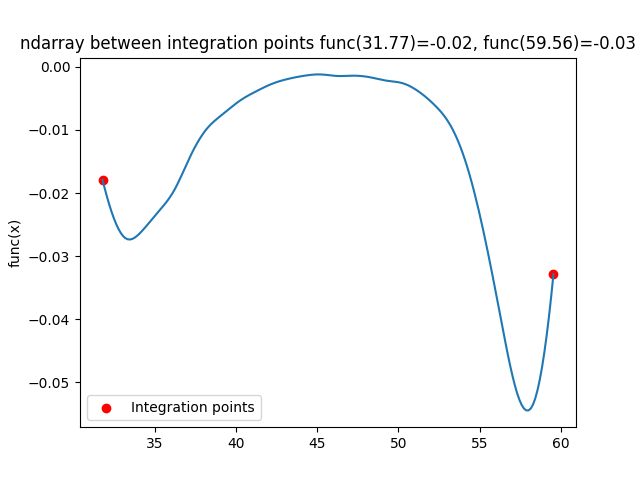 ndarray between integration points func(31.77)=-0.02, func(59.56)=-0.03
0.00
−0.01
−0.02
−0.03
−0.04
−0.05
func(x)
Integration points
35 40 45 50 55 60